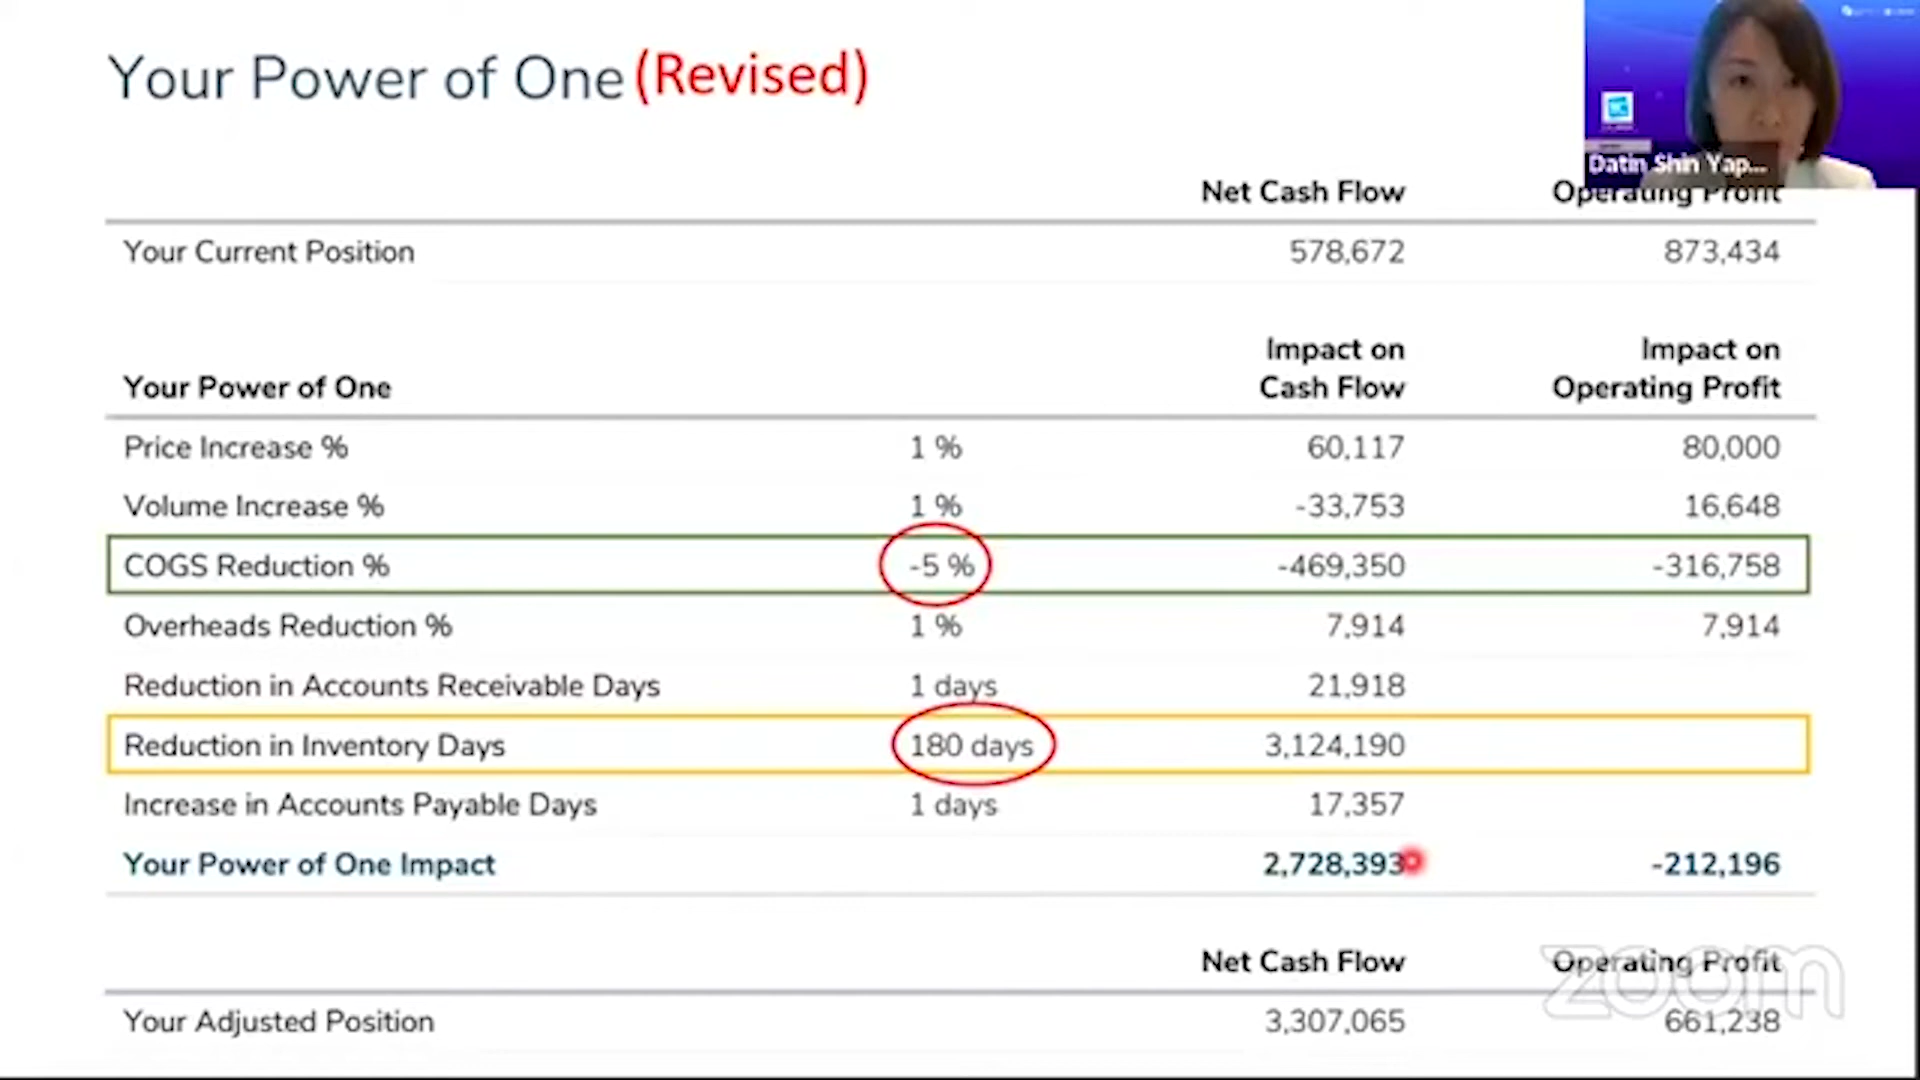 Your Power of One (Revised)
Datin Shin Yap...
Net Cash Flow Operating Profit
Your Current Position 578,672 873,434
Impact on Impact on
Your Power of One Cash Flow Operating Profit
Price Increase % 1 % 60,117 80,000
Volume Increase % 1 % -33,753 16,648
COGS Reduction % -5 % -469,350 -316,758
Overheads Reduction % 1 % 7,914 7,914
Reduction in Accounts Receivable Days 1 days 21,918
Reduction in Inventory Days 180 days 3,124,190
Increase in Accounts Payable Days 1 days 17,357
Your Power of One Impact 2,728,393 -212,196
Net Cash Flow Operating Profit
zoom
Your Adjusted Position 3,307,065 661,238